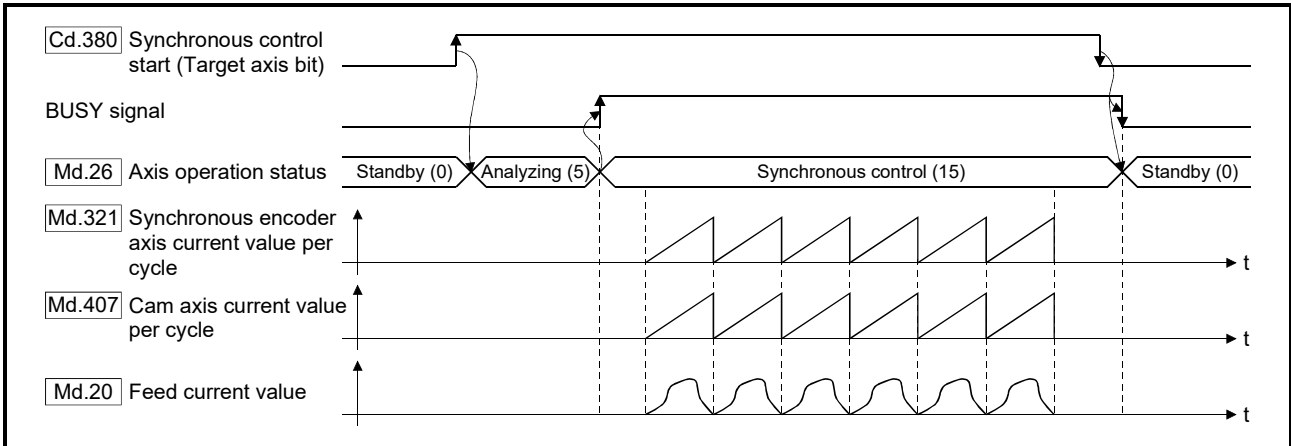 Cd.380 Synchronous control
start (Target axis bit)
BUSY signal
Md.26 Axis operation status
Standby (0)
Analyzing (5)
Synchronous control (15)
Standby (0)
Md.321 Synchronous encoder
axis current value per
cycle
t
Md.407 Cam axis current value
per cycle
t
Md.20 Feed current value
t